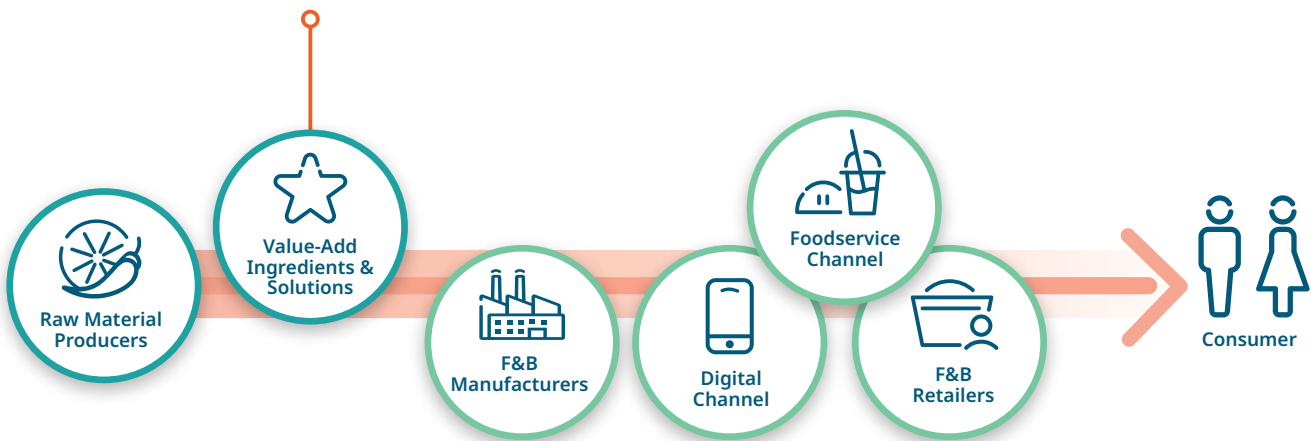 Raw Material
Producers
Value-Add
Ingredients &
Solutions
F&B
Manufacturers
Digital
Channel
Foodservice
Channel
F&B
Retailers
Consumer